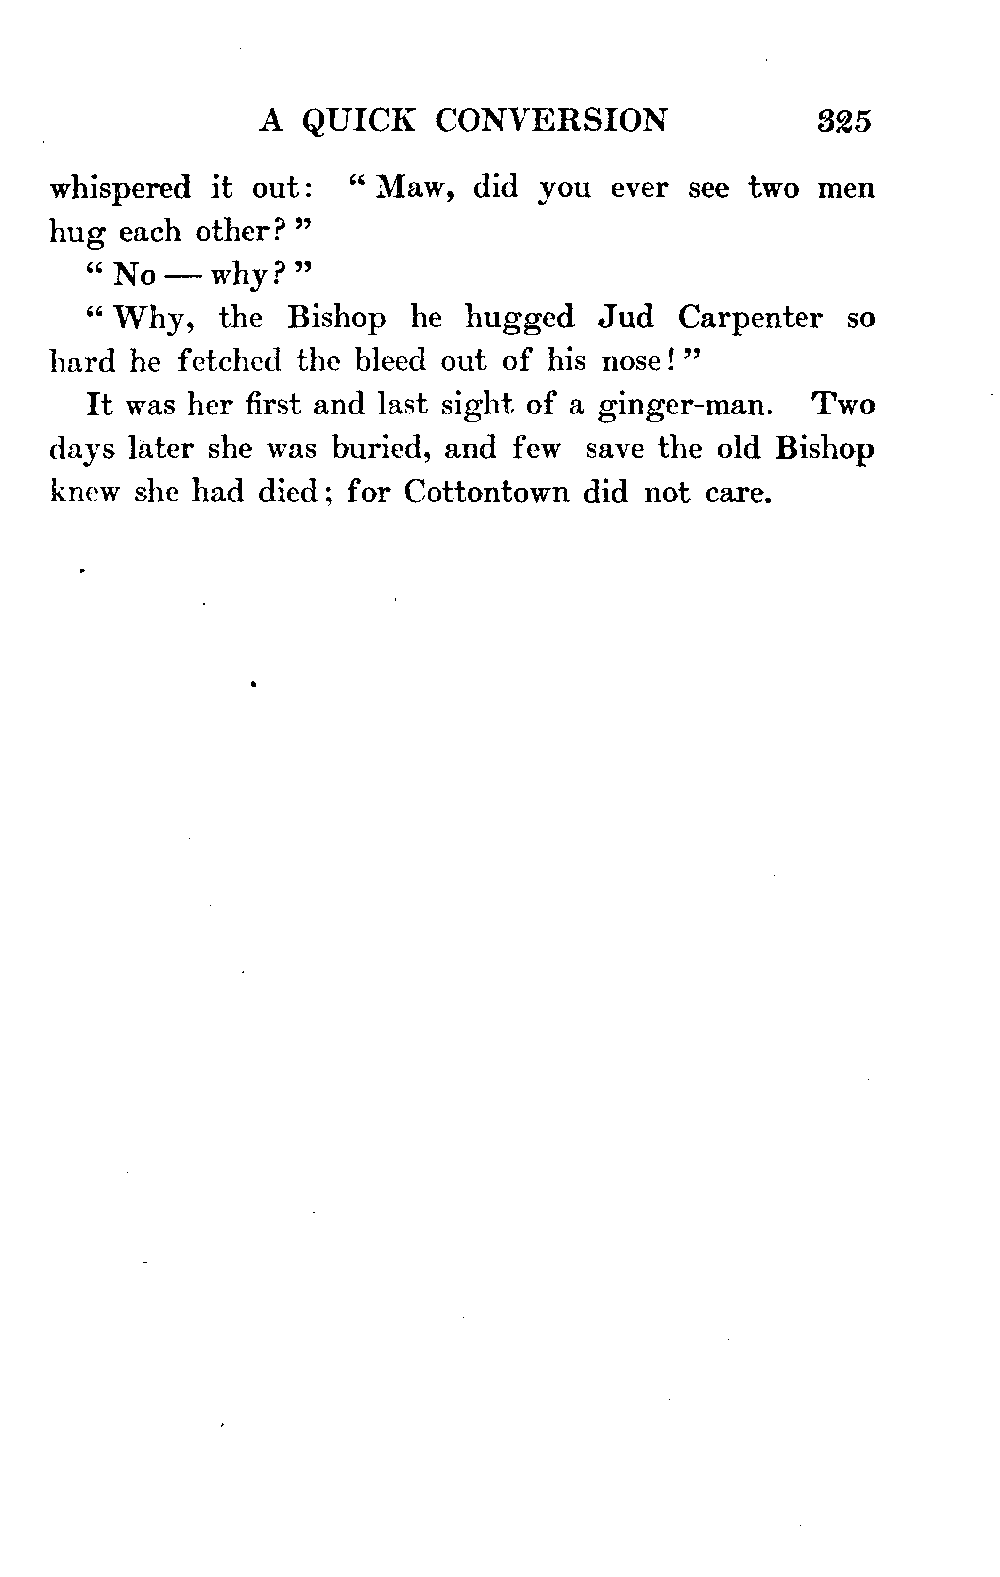 A QUICK CONVERSION 325
whispered it out: “Maw, did you ever see two men
hug each other?”
“No — why?”
“Why, the Bishop he hugged Jud Carpenter so
hard he fetched the bleed out of his nose!”
It was her first and last sight of a ginger-man. Two
days later she was buried, and few save the old Bishop
knew she had died; for Cottontown did not care.